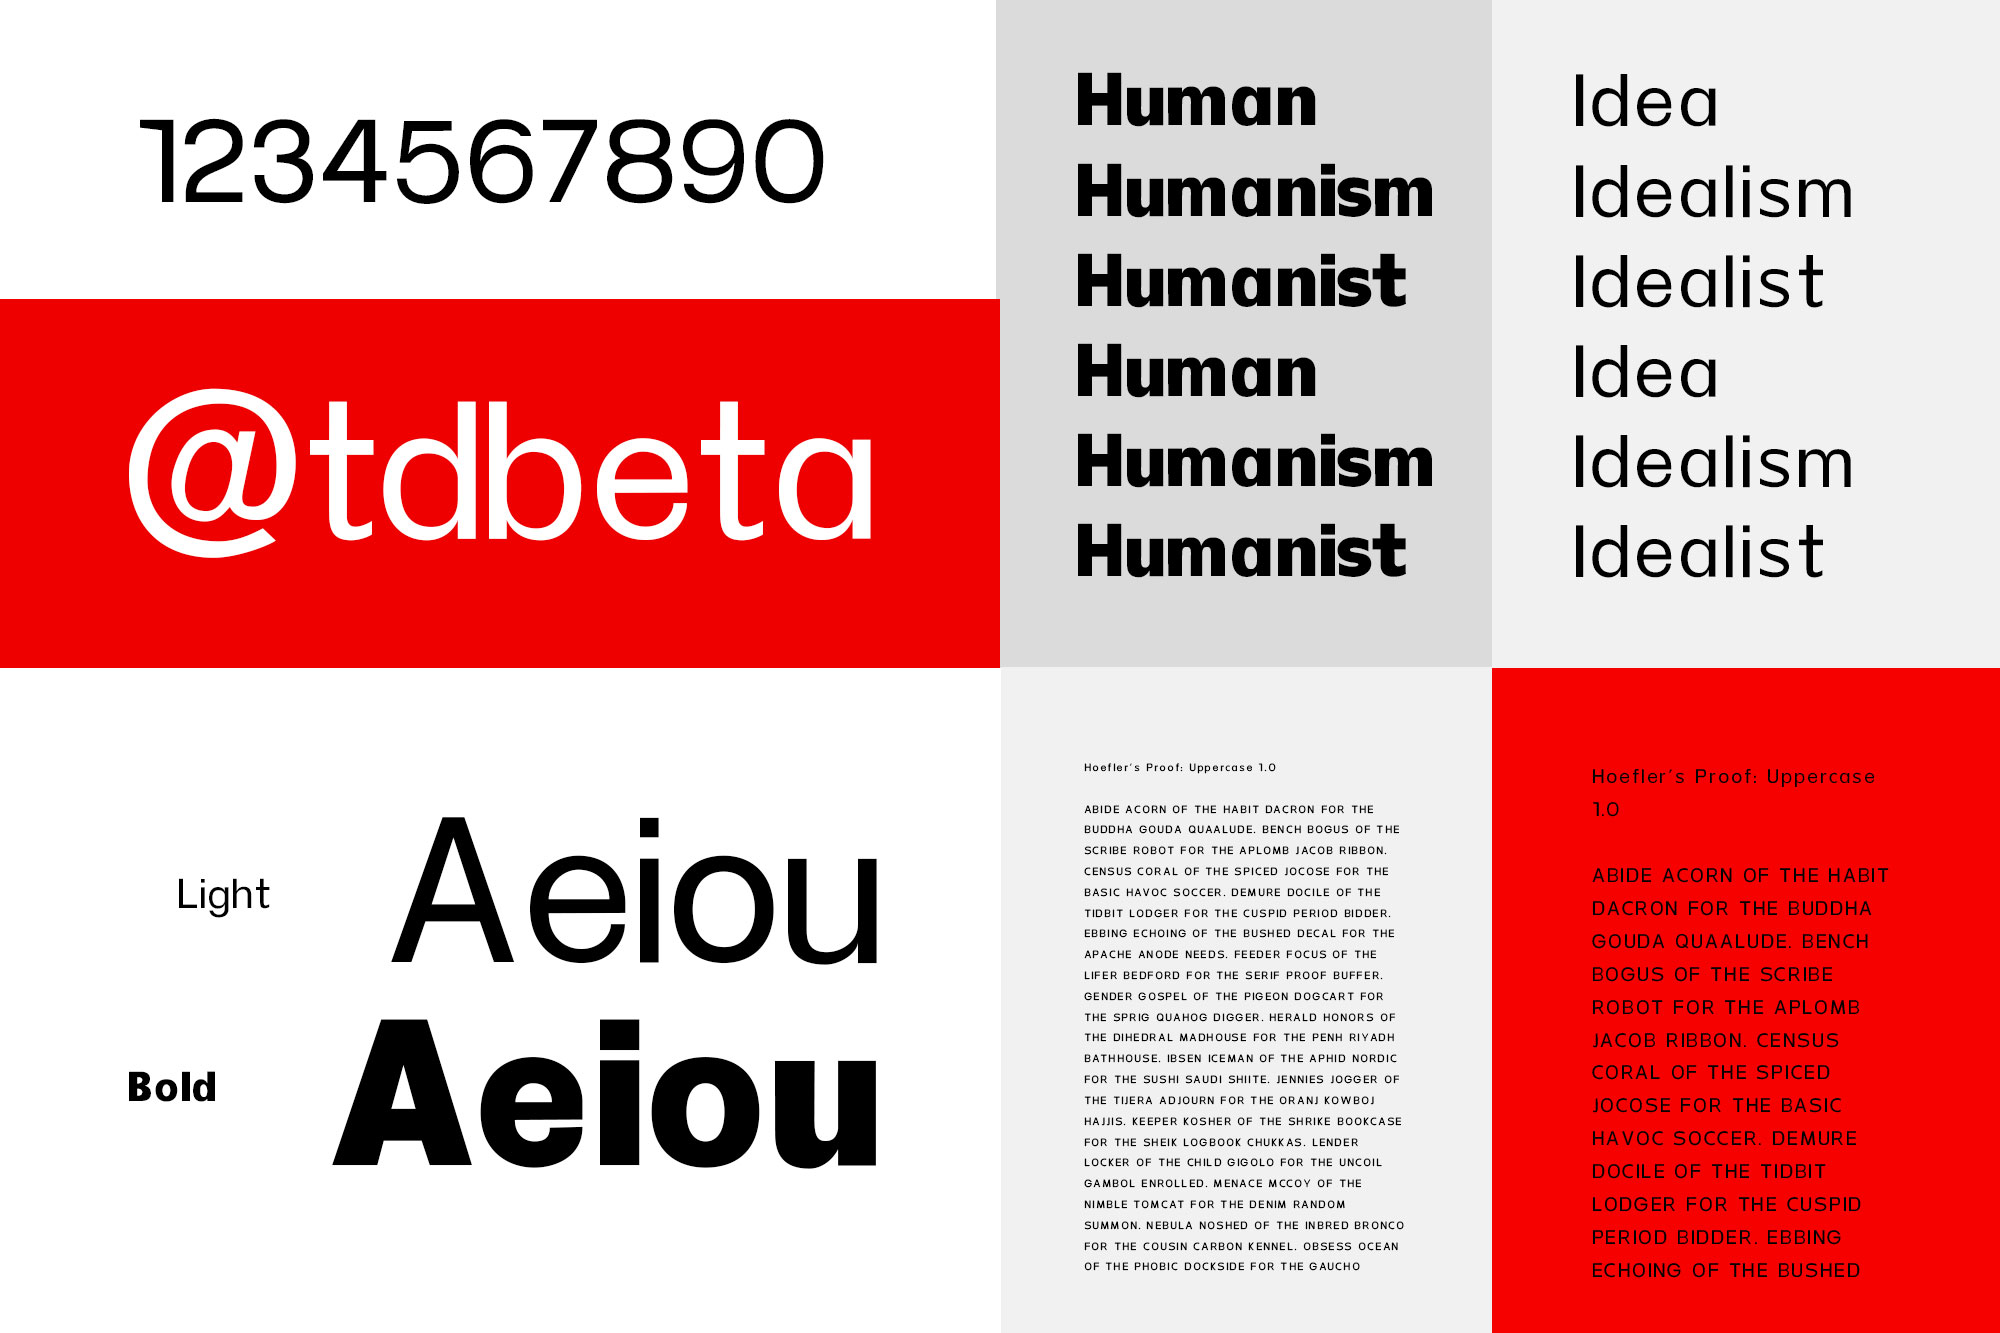 1234567890
@tdbeta
Human
Humanism
Humanist
Human
Humanism
Humanist
Idea
Idealism
Idealist
Idea
Idealism
Idealist
Light
Aeiou
Bold
Aeiou
Hoefler's Proof: Uppercase 1.0
ABIDE ACORN OF THE HABIT DACRON FOR THE
BUDDHA GOUDA QUAALUDE. BENCH BOGUS OF THE
SCRIBE ROBOT FOR THE APLOMB JACOB RIBBON.
CENSUS CORAL OF THE SPICED JOCOSE FOR THE
BASIC HAVOC SOCCER. DEMURE DOCILE OF THE
TIDBIT LODGER FOR THE CUSPID PERIOD BIDDER.
EBBING ECHOING OF THE BUSHED DECAL FOR THE
APACHE ANODE NEEDS. FEEDER FOCUS OF THE
LIFER BEDFORD FOR THE SERIF PROOF BUFFER.
GENDER GOSPEL OF THE PIGEON DOGCART FOR
THE SPRIG QUAHOG DIGGER. HERALD HONORS OF
THE DIHEDRAL MADHOUSE FOR THE PENH RIYADH
BATHHOUSE. IBSEN ICEMAN OF THE APHID NORDIC
FOR THE SUSHI SAUDI SHIITE. JENNIES JOGGER OF
THE TIJERA ADJOURN FOR THE ORANJ KOWBOJ
HAJJIS. KEEPER KOSHER OF THE SHRIKE BOOKCASE
FOR THE SHEIK LOGBOOK CHUKKAS. LENDER
LOCKER OF THE CHILD GIGOLO FOR THE UNCOIL
GAMBOL ENROLLED. MENACE MCCOY OF THE
NIMBLE TOMCAT FOR THE DENIM RANDOM
SUMMON. NEBULA NOSHED OF THE INBRED BRONCO
FOR THE COUSIN CARBON KENNEL. OBSESS OCEAN
OF THE PHOBIC DOCKSIDE FOR THE GAUCHO
Hoefler's Proof: Uppercase
1.0
ABIDE ACORN OF THE HABIT
DACRON FOR THE BUDDHA
GOUDA QUAALUDE. BENCH
BOGUS OF THE SCRIBE
ROBOT FOR THE APLOMB
JACOB RIBBON. CENSUS
CORAL OF THE SPICED
JOCOSE FOR THE BASIC
HAVOC SOCCER. DEMURE
DOCILE OF THE TIDBIT
LODGER FOR THE CUSPID
PERIOD BIDDER. EBBING
ECHOING OF THE BUSHED